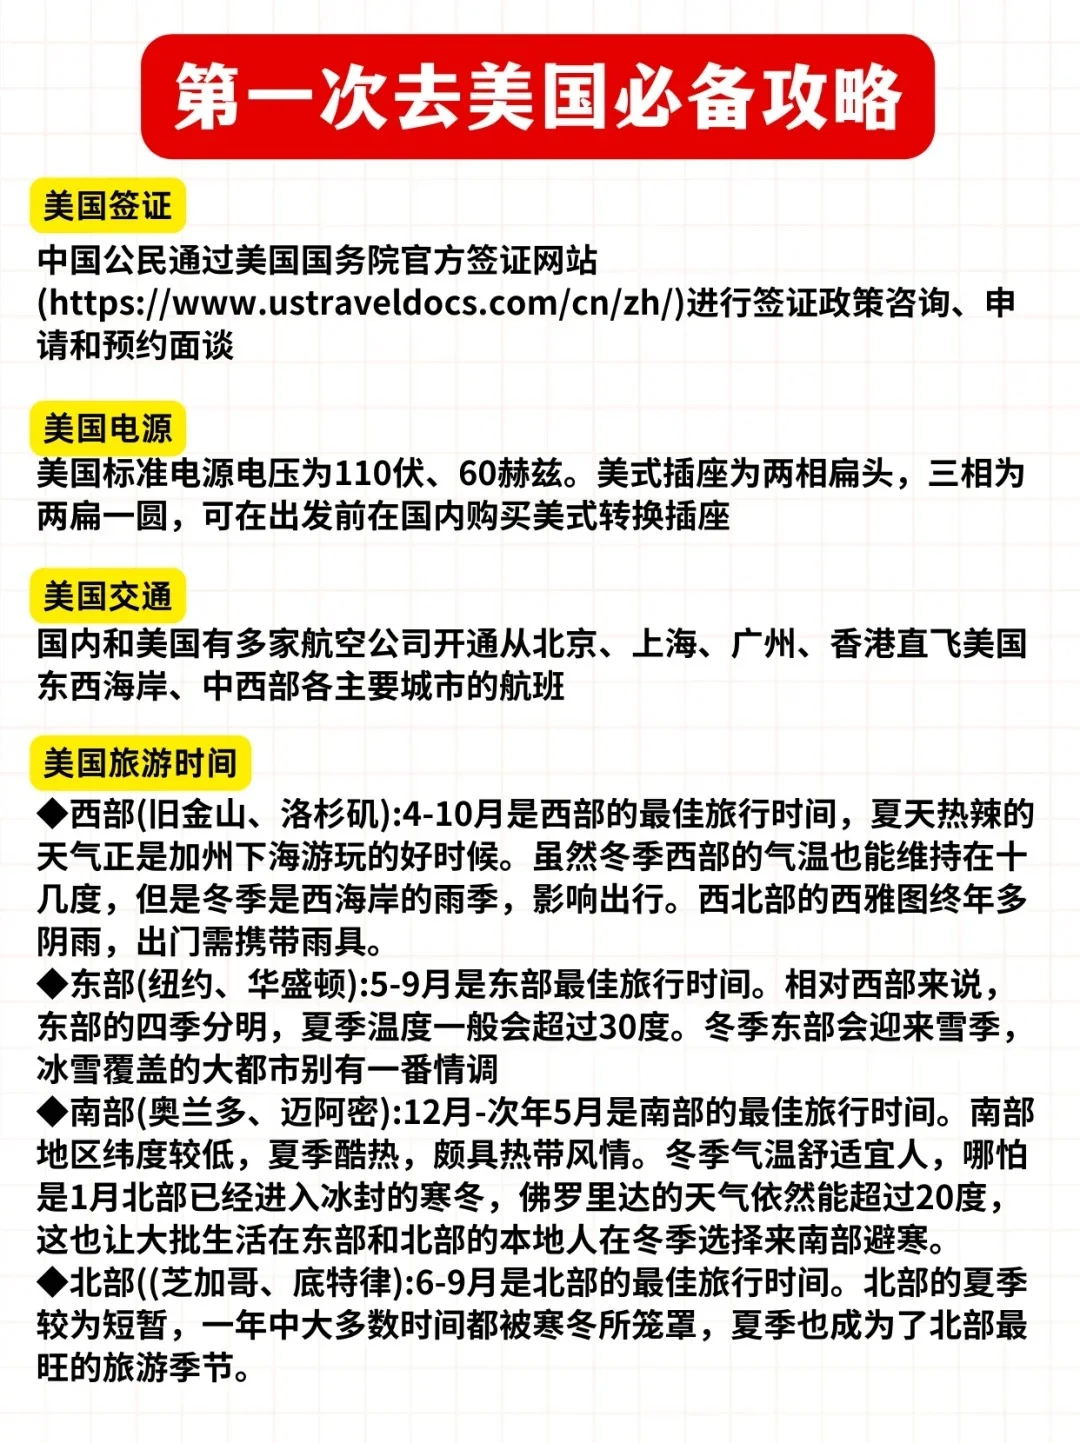 第一次去美国必备攻略
美国签证
中国公民通过美国国务院官方签证网站
(https://www.ustraveldocs.com/cn/zh/)进行签证政策咨询、申
请和预约面谈
美国电源
美国标准电源电压为110伏、60赫兹。美式插座为两相扁头，三相为
两扁一圆，可在出发前在国内购买美式转换插座
美国交通
国内和美国有多家航空公司开通从北京、上海、广州、香港直飞美国
东西海岸、中西部各主要城市的航班
美国旅游时间
◆西部(旧金山、洛杉矶):4-10月是西部的最佳旅行时间，夏天热辣的
天气正是加州下海游玩的好时候。虽然冬季西部的气温也能维持在十
几度，但是冬季是西海岸的雨季，影响出行。西北部的西雅图终年多
阴雨，出门需携带雨具。
◆东部(纽约、华盛顿):5-9月是东部最佳旅行时间。相对西部来说，
东部的四季分明，夏季温度一般会超过30度。冬季东部会迎来雪季，
冰雪覆盖的大都市别有一番情调
◆南部(奥兰多、迈阿密):12月-次年5月是南部的最佳旅行时间。南部
地区纬度较低，夏季酷热，颇具热带风情。冬季气温舒适宜人，哪怕
是1月北部已经进入冰封的寒冬，佛罗里达的天气依然能超过20度，
这也让大批生活在东部和北部的本地人在冬季选择来南部避寒。
◆北部((芝加哥、底特律):6-9月是北部的最佳旅行时间。北部的夏季
较为短暂，一年中大多数时间都被寒冬所笼罩，夏季也成为了北部最
旺的旅游季节。